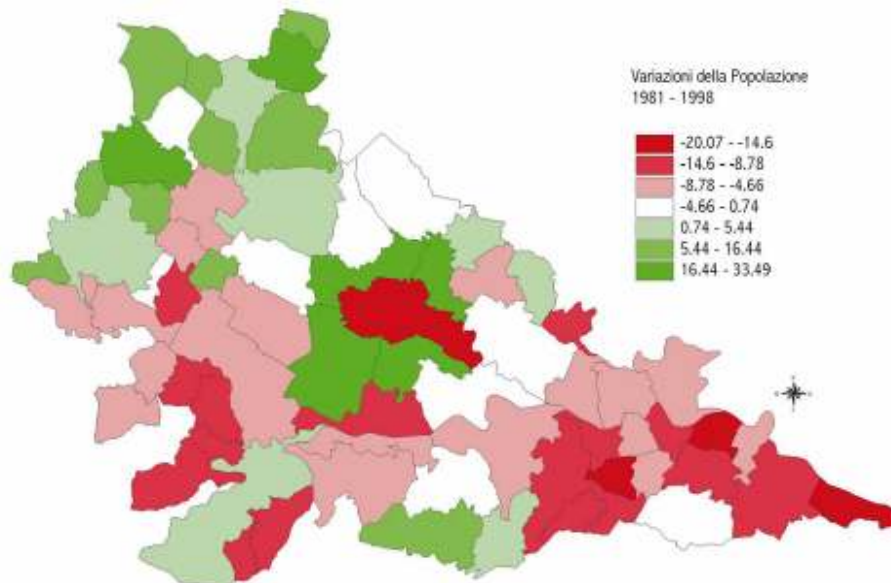 Variazioni della Popolazione
1981 - 1998
-20.07 - -14.6
-14.6 - -8.78
-8.78 - -4.66
-4.66 - 0.74
0.74 - 5.44
5.44 - 16.44
16.44 - 33.49